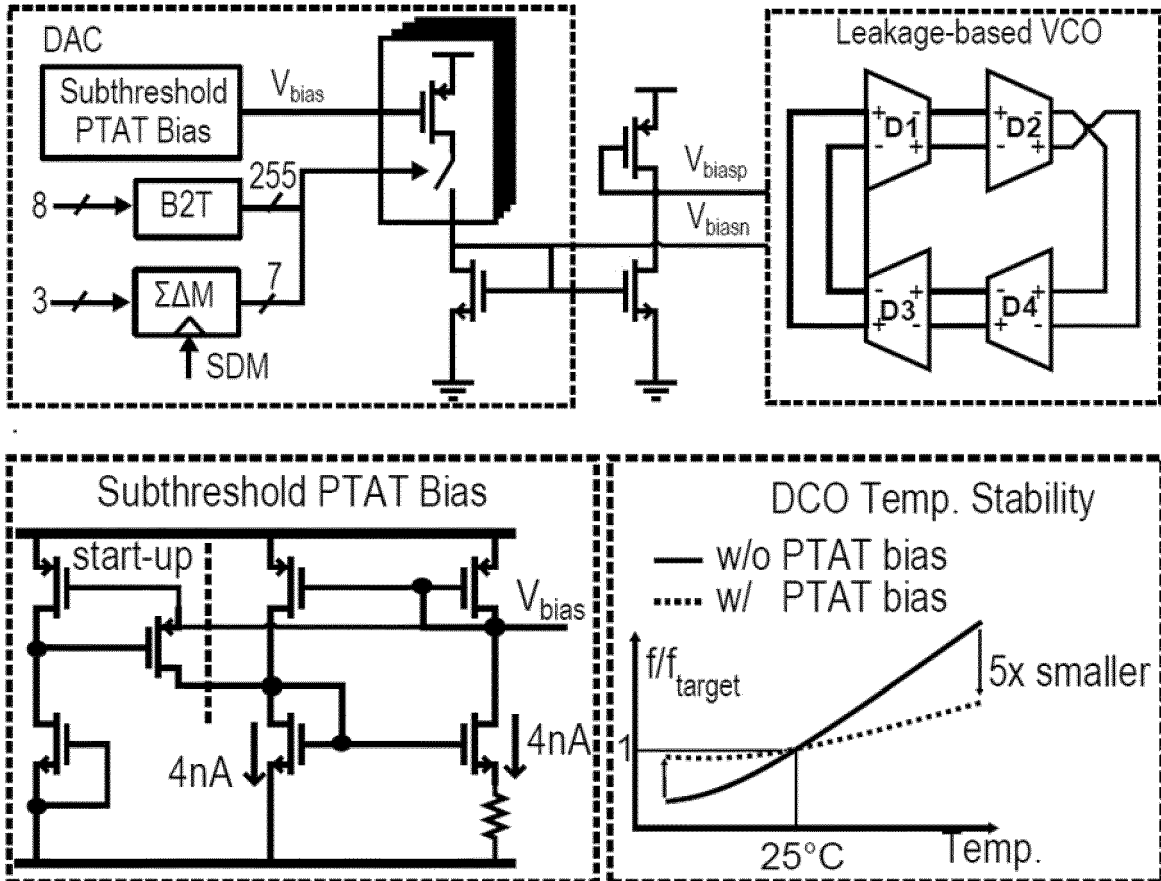 DAC
Subthreshold
PTAT Bias
V_bias
8
B2T
255
3
ΣΔM
7
SDM
V_biasp
V_biasn
Leakage-based VCO
+ D1 -
- +
+ D2 -
- +
- D3 -
+ +
- D4 +
+ -
Subthreshold PTAT Bias
start-up
V_bias
4nA
4nA
DCO Temp. Stability
w/o PTAT bias
w/ PTAT bias
f/f_target
5x smaller
1
25°C
Temp.